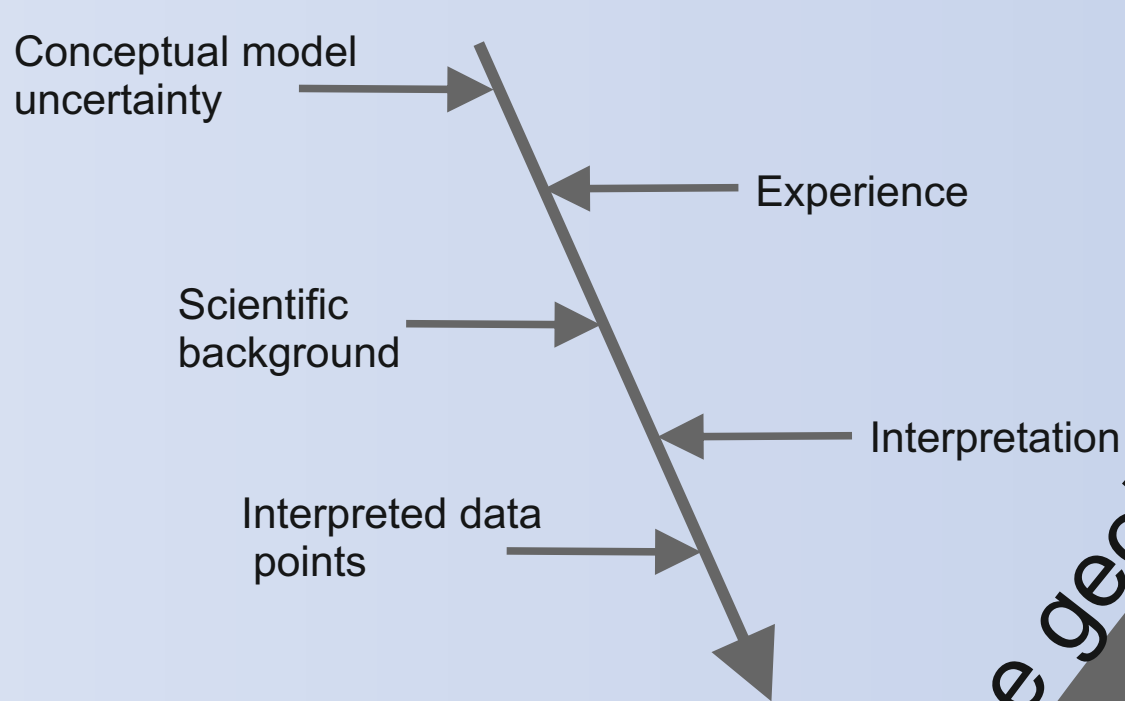 Conceptual model
uncertainty
Experience
Scientific
background
Interpretation
Interpreted data
points